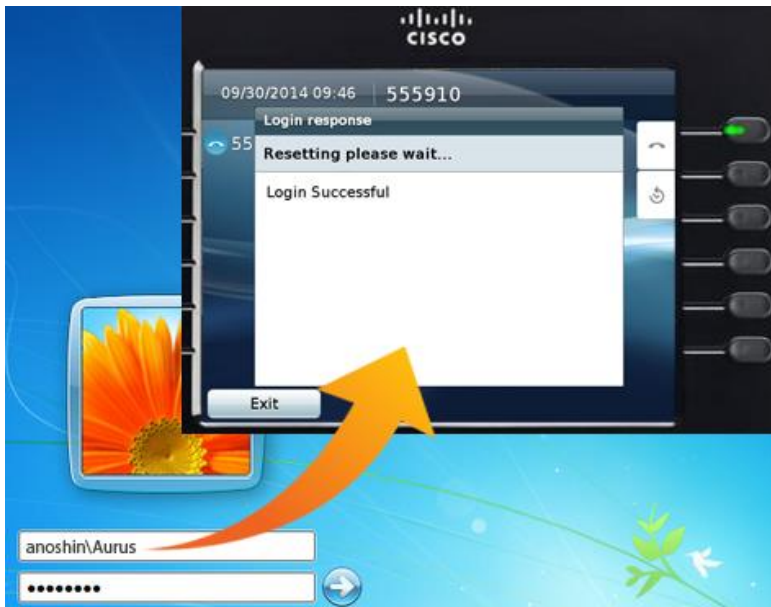 CISCO
09/30/2014 09:46 555910
Login response
55
Resetting please wait...
Login Successful
Exit
anoshin\Aurus
••••••••